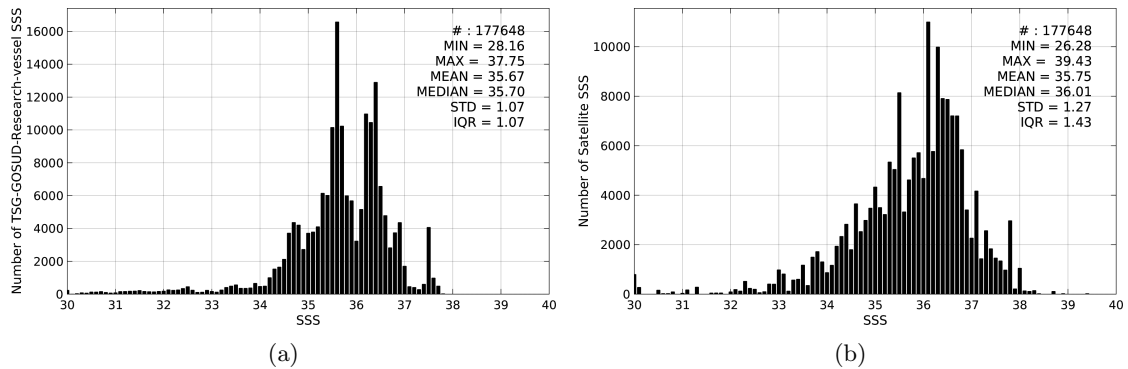 Number of TSG-GOSUD-Research-vessel SSS
16000
14000
12000
10000
8000
6000
4000
2000
0
# : 177648
MIN = 28.16
MAX =  37.75
MEAN = 35.67
MEDIAN = 35.70
STD = 1.07
IQR = 1.07
30 31 32 33 34 35 36 37 38 39 40
SSS
(a)
Number of Satellite SSS
10000
8000
6000
4000
2000
0
# : 177648
MIN = 26.28
MAX =  39.43
MEAN = 35.75
MEDIAN = 36.01
STD = 1.27
IQR = 1.43
30 31 32 33 34 35 36 37 38 39 40
SSS
(b)